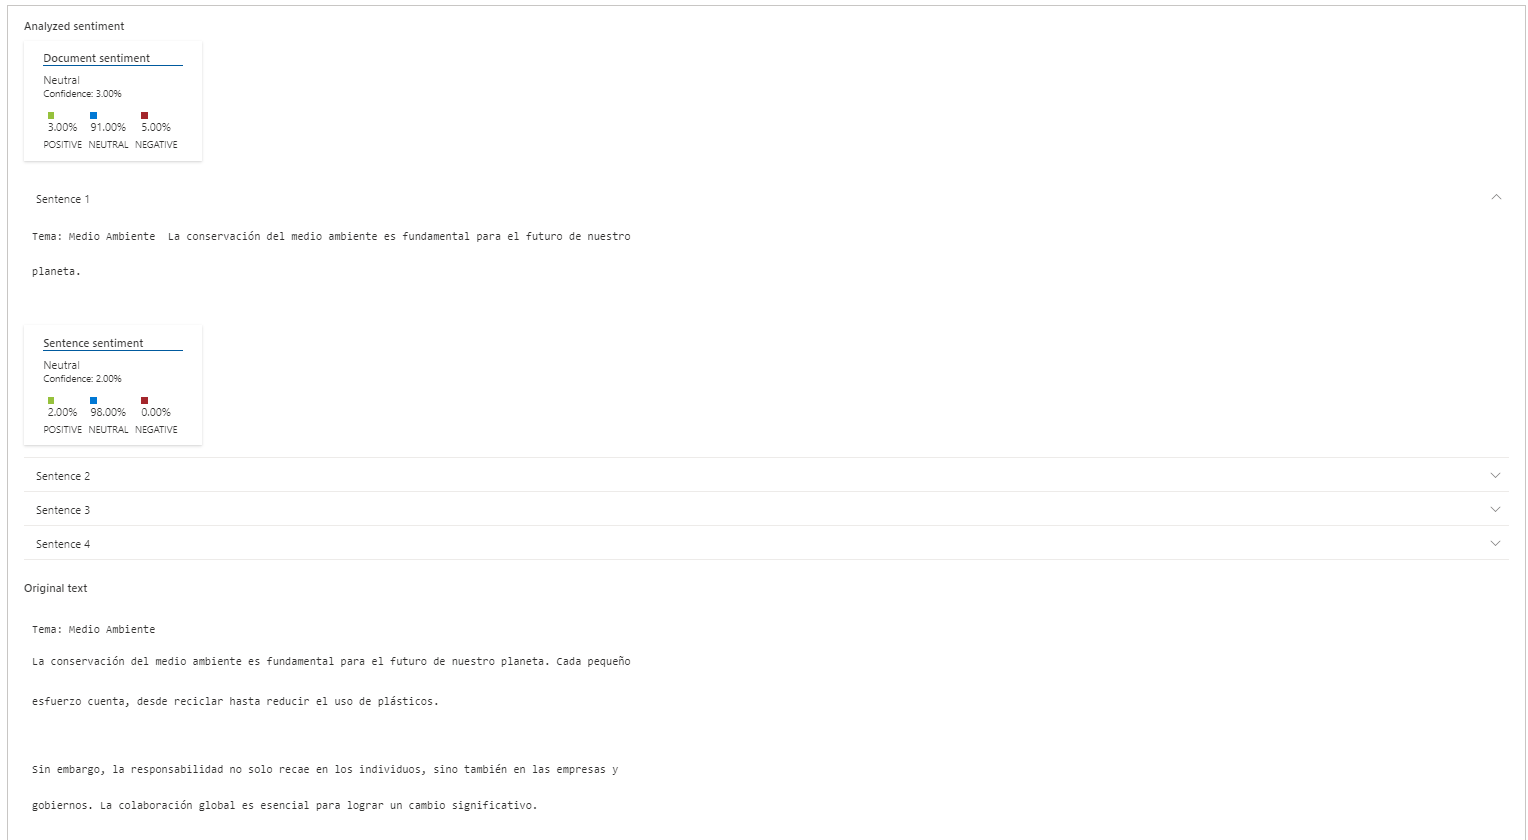 Analyzed sentiment
Document sentiment
Neutral
Confidence: 3.00%
3.00% 91.00% 5.00%
POSITIVE NEUTRAL NEGATIVE
Sentence 1
Tema: Medio Ambiente  La conservación del medio ambiente es fundamental para el futuro de nuestro
planeta.
Sentence sentiment
Neutral
Confidence: 2.00%
2.00% 98.00% 0.00%
POSITIVE NEUTRAL NEGATIVE
Sentence 2
Sentence 3
Sentence 4
Original text
Tema: Medio Ambiente
La conservación del medio ambiente es fundamental para el futuro de nuestro planeta. Cada pequeño
esfuerzo cuenta, desde reciclar hasta reducir el uso de plásticos.
Sin embargo, la responsabilidad no solo recae en los individuos, sino también en las empresas y
gobiernos. La colaboración global es esencial para lograr un cambio significativo.